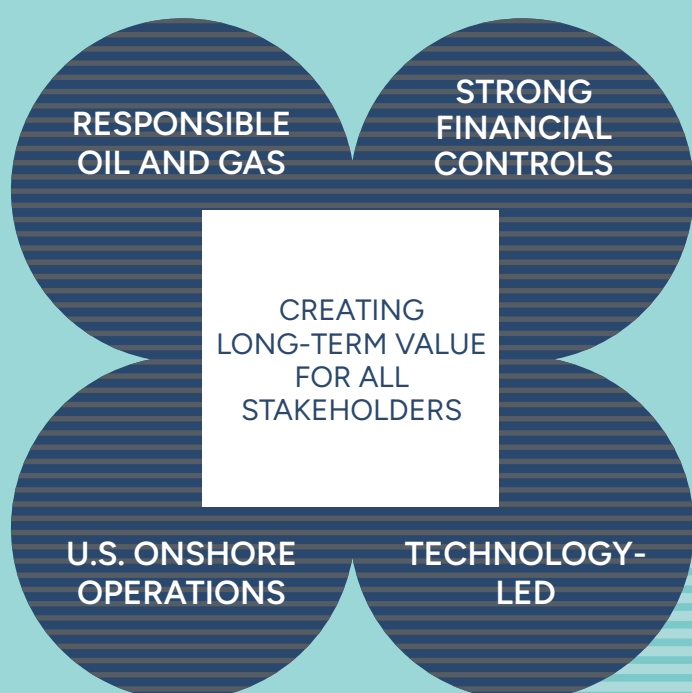 RESPONSIBLE
OIL AND GAS
STRONG
FINANCIAL
CONTROLS
CREATING
LONG-TERM VALUE
FOR ALL
STAKEHOLDERS
U.S. ONSHORE
OPERATIONS
TECHNOLOGY-
LED